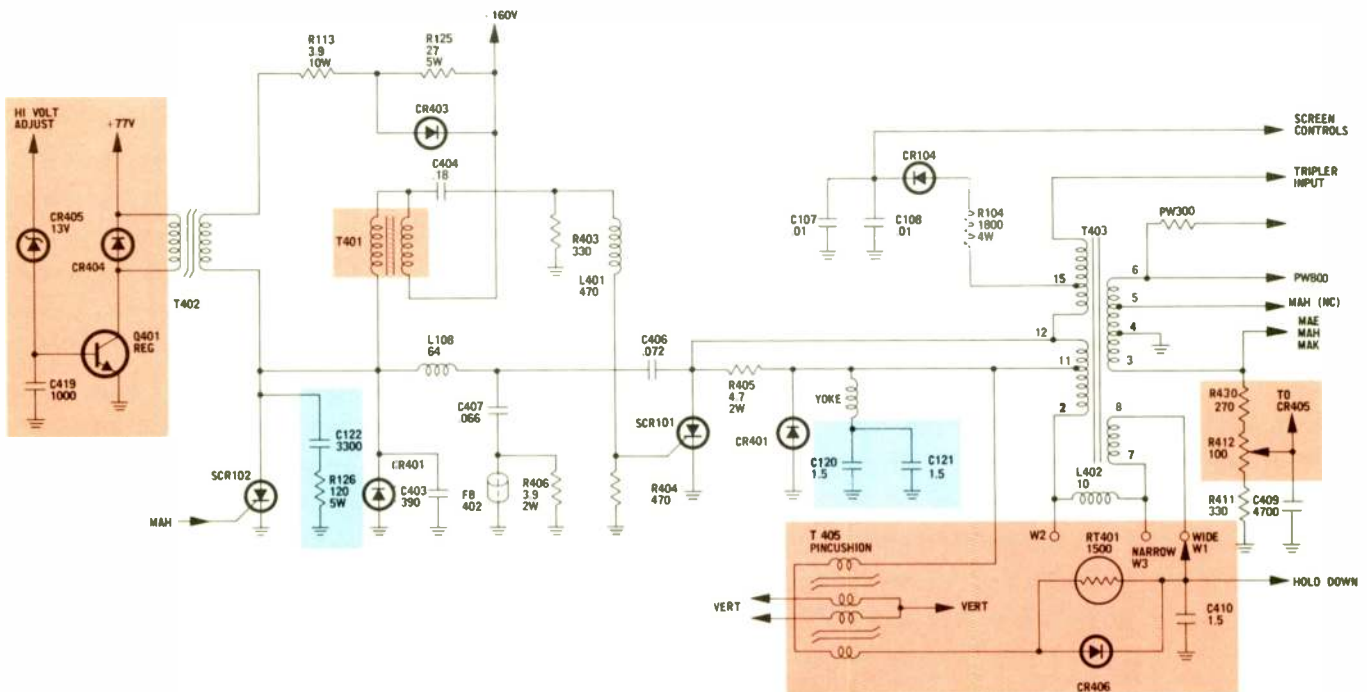 160V
R113
3.9
10W
R125
27
5W
CR403
HI VOLT
ADJUST
+77V
CR405
13V
CR404
Q401
REG
C419
1000
T402
C404
.18
T401
R403
330
L401
470
L108
64
C407
.066
C406
.072
SCR102
MAH
C122
3300
R126
120
5W
CR401
C403
390
FB
402
R406
3.9
2W
R404
470
SCR101
R405
4.7
2W
CR401
YOKE
C120
1.5
C121
1.5
SCREEN
CONTROLS
TRIPLER
INPUT
CR104
C107
.01
C108
.01
R104
1800
4W
T403
PW300
PW800
MAH (NC)
MAE
MAH
MAK
15
12
11
2
6
5
4
3
8
7
L402
10
R430
270
R412
100
TO
CR405
R411
330
C409
4700
T 405
PINCUSHION
VERT
VERT
W2
RT401
1500
NARROW
W3
WIDE
W1
HOLD DOWN
C410
1.5
CR406